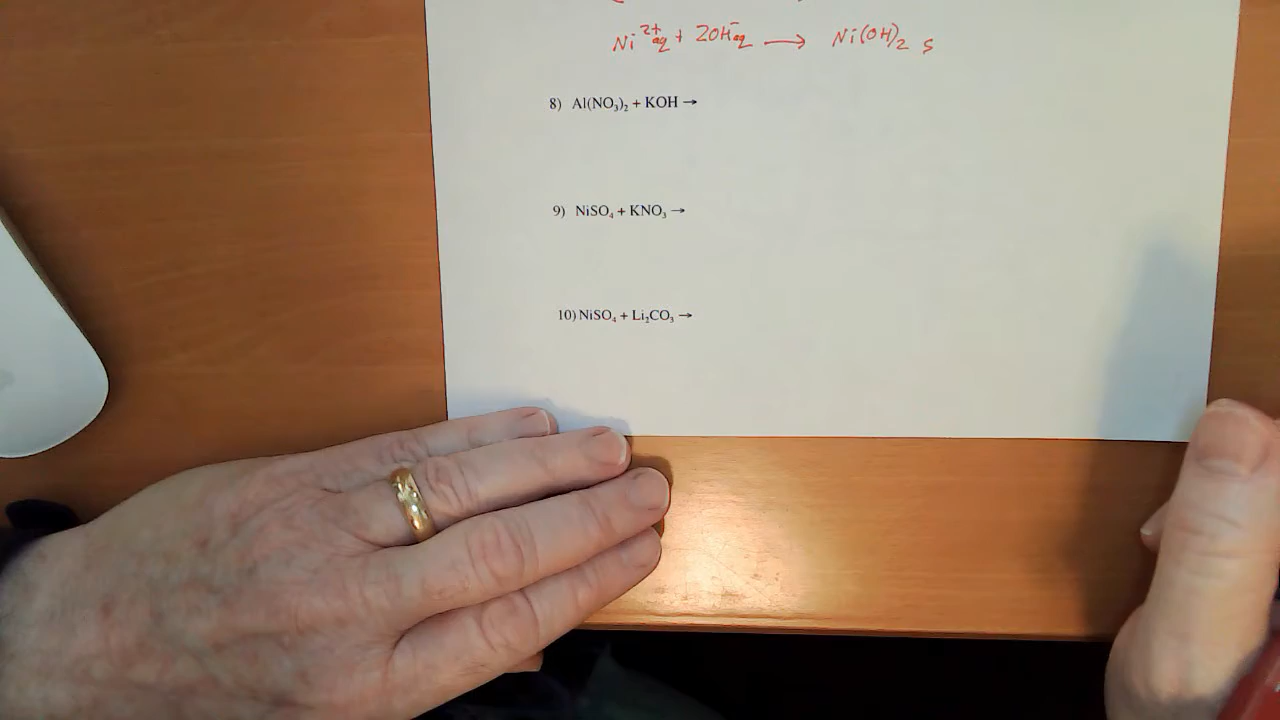 Ni²⁺aq + 2OH⁻aq → Ni(OH)₂ s
8) Al(NO₃)₂ + KOH →
9) NiSO₄ + KNO₃ →
10) NiSO₄ + Li₂CO₃ →